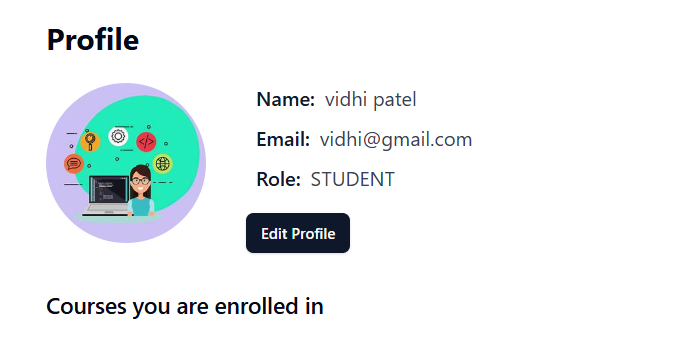 Profile
Name: vidhi patel
Email: vidhi@gmail.com
Role: STUDENT
Edit Profile
Courses you are enrolled in